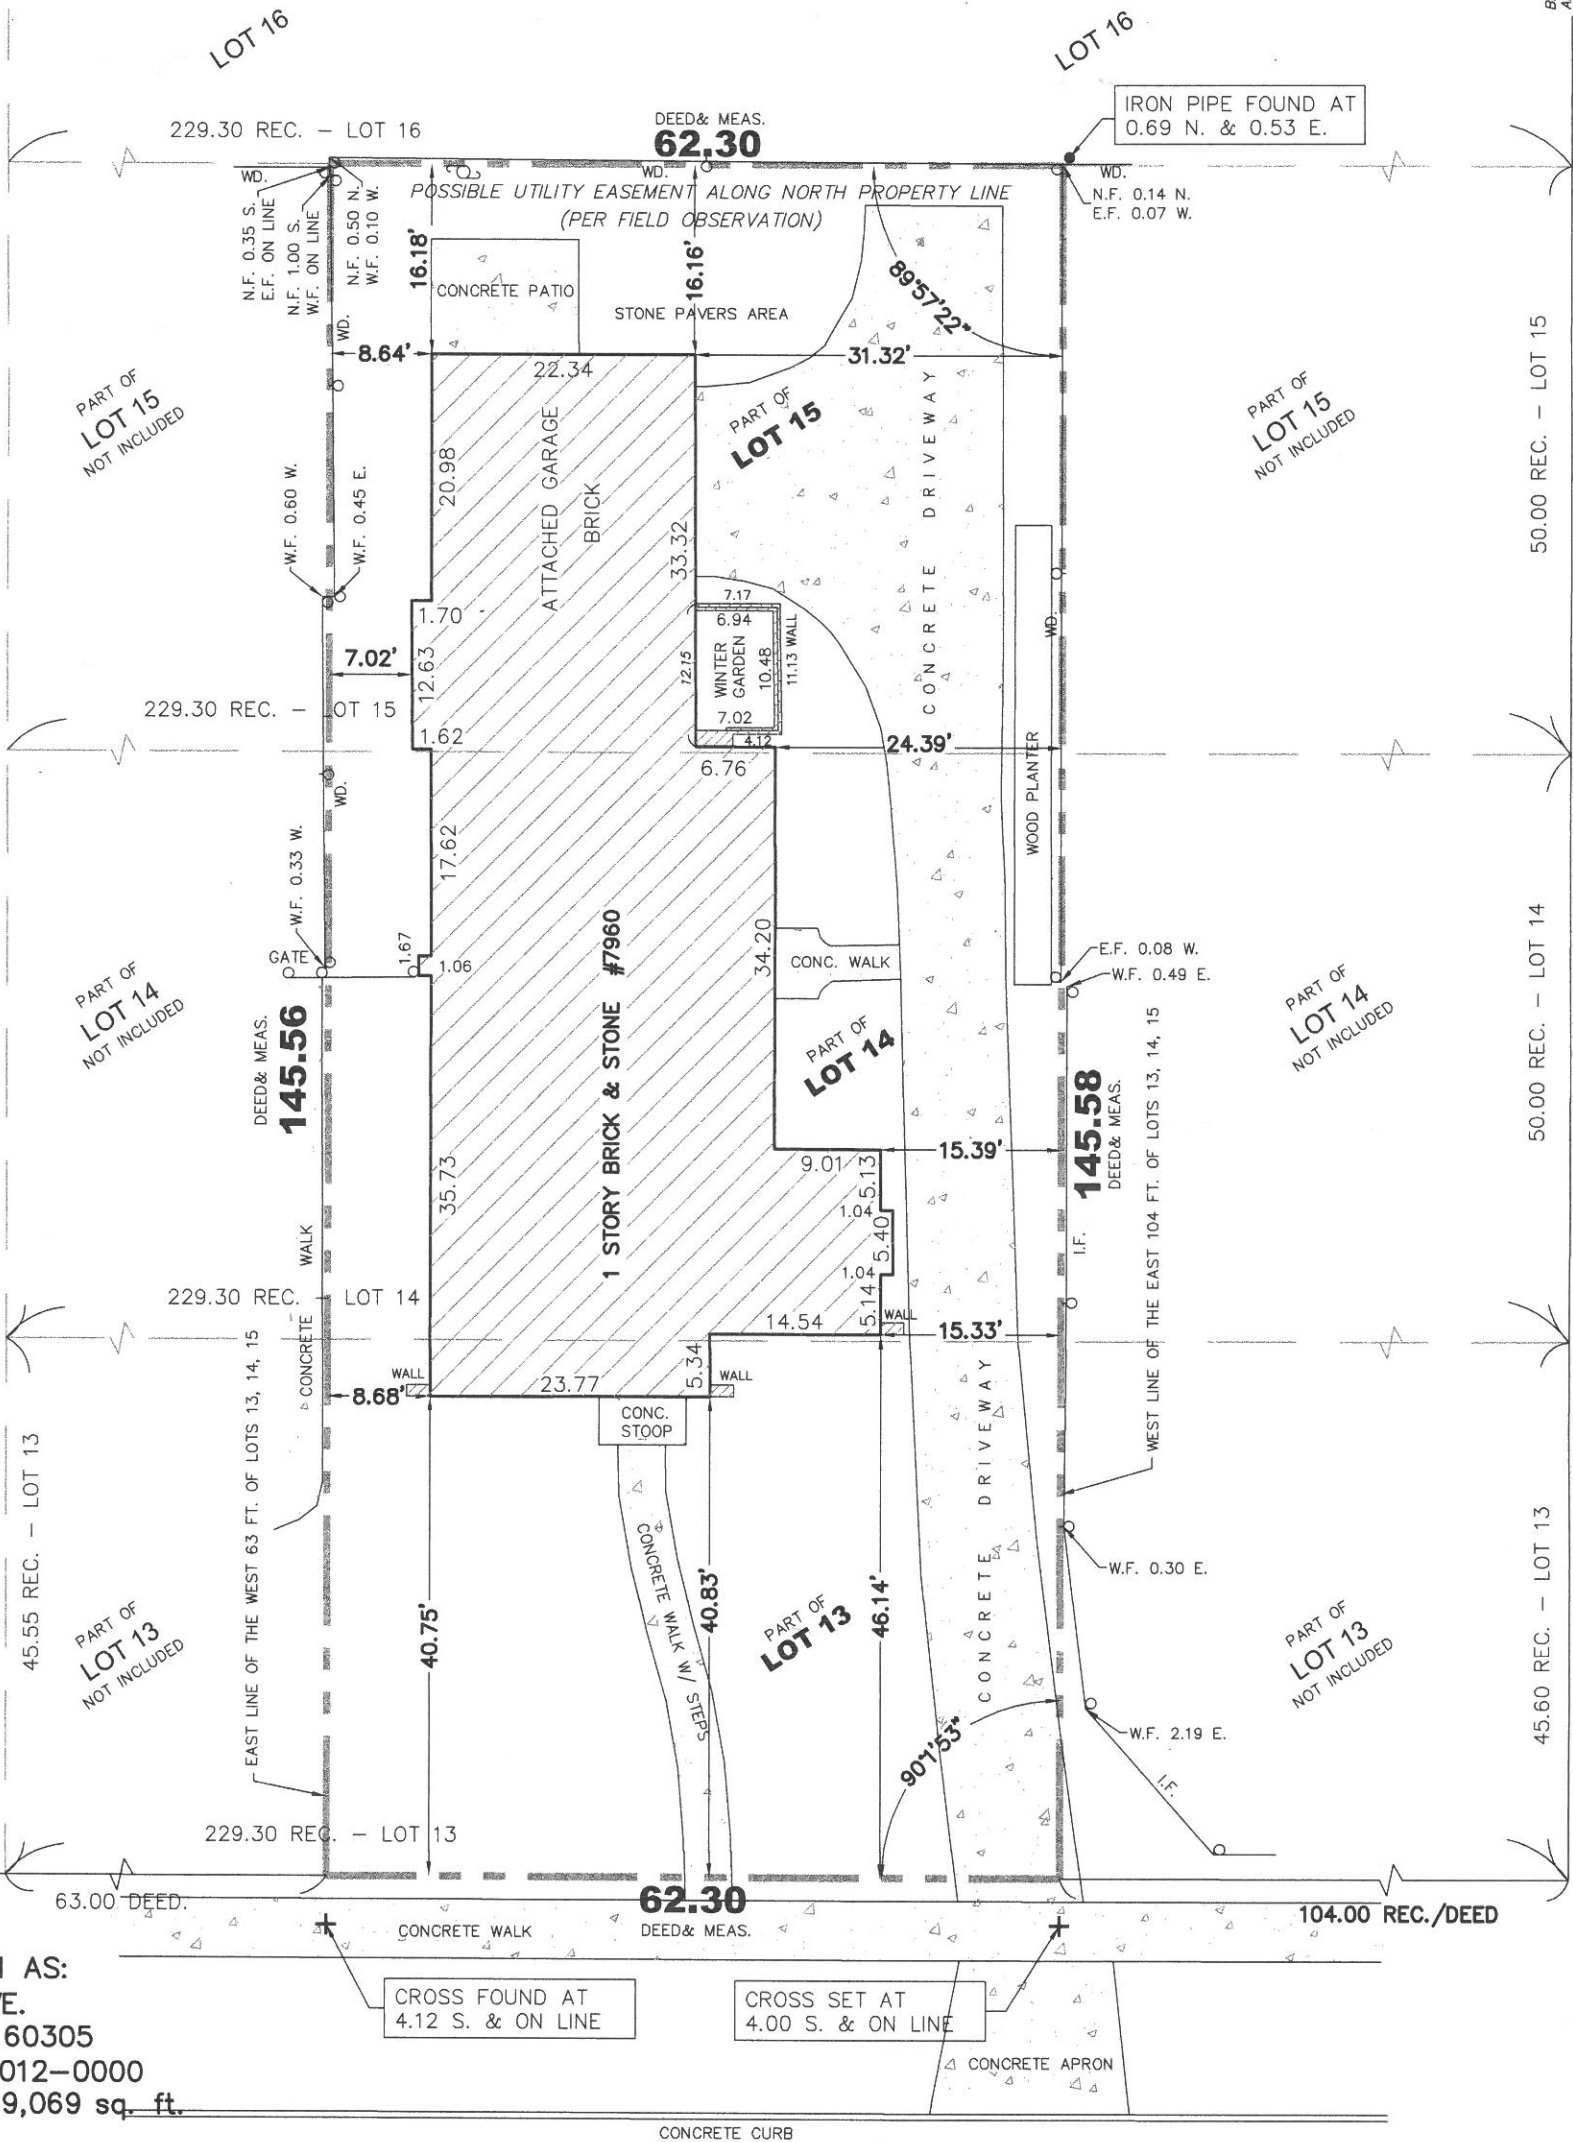 LOT 16
LOT 16
B.
A.
IRON PIPE FOUND AT
0.69 N. & 0.53 E.
229.30 REC. – LOT 16
DEED& MEAS.
62.30
WD.
WD.
WD.
N.F. 0.35 S.
E.F. ON LINE
N.F. 1.00 S.
W.F. ON LINE
N.F. 0.50 N.
W.F. 0.10 W.
POSSIBLE UTILITY EASEMENT ALONG NORTH PROPERTY LINE
(PER FIELD OBSERVATION)
N.F. 0.14 N.
E.F. 0.07 W.
16.18'
16.16'
89°57'22"
CONCRETE PATIO
STONE PAVERS AREA
WD.
8.64'
22.34
31.32'
PART OF
LOT 15
NOT INCLUDED
PART OF
LOT 15
PART OF
LOT 15
NOT INCLUDED
50.00 REC. – LOT 15
20.98
ATTACHED GARAGE
BRICK
33.32
CONCRETE DRIVEWAY
W.F. 0.60 W.
W.F. 0.45 E.
1.70
7.17
6.94
7.02'
12.63
12.15
WINTER
GARDEN
10.48
11.13 WALL
WD.
229.30 REC. – LOT 15
7.02
1.62
4.12
24.39'
6.76
WD.
WOOD PLANTER
17.62
W.F. 0.33 W.
1 STORY BRICK & STONE #7960
34.20
GATE
1.67
1.06
CONC. WALK
E.F. 0.08 W.
W.F. 0.49 E.
PART OF
LOT 14
NOT INCLUDED
PART OF
LOT 14
PART OF
LOT 14
NOT INCLUDED
50.00 REC. – LOT 14
DEED& MEAS.
145.56
145.58
DEED& MEAS.
WEST LINE OF THE EAST 104 FT. OF LOTS 13, 14, 15
35.73
9.01
15.39'
5.13
1.04
5.40
I.F.
1.04
CONCRETE WALK
229.30 REC. – LOT 14
5.14
WALL
14.54
15.33'
EAST LINE OF THE WEST 63 FT. OF LOTS 13, 14, 15
5.34
WALL
WALL
8.68'
23.77
CONC.
STOOP
CONCRETE DRIVEWAY
45.55 REC. – LOT 13
CONCRETE WALK W/ STEPS
W.F. 0.30 E.
40.75'
40.83'
46.14'
PART OF
LOT 13
NOT INCLUDED
PART OF
LOT 13
PART OF
LOT 13
NOT INCLUDED
45.60 REC. – LOT 13
W.F. 2.19 E.
90°1'53"
I.F.
229.30 REC. – LOT 13
63.00 DEED.
62.30
DEED& MEAS.
CONCRETE WALK
104.00 REC./DEED
AS:
CROSS FOUND AT
4.12 S. & ON LINE
CROSS SET AT
4.00 S. & ON LINE
E.
60305
012–0000
9,069 sq. ft.
CONCRETE APRON
CONCRETE CURB